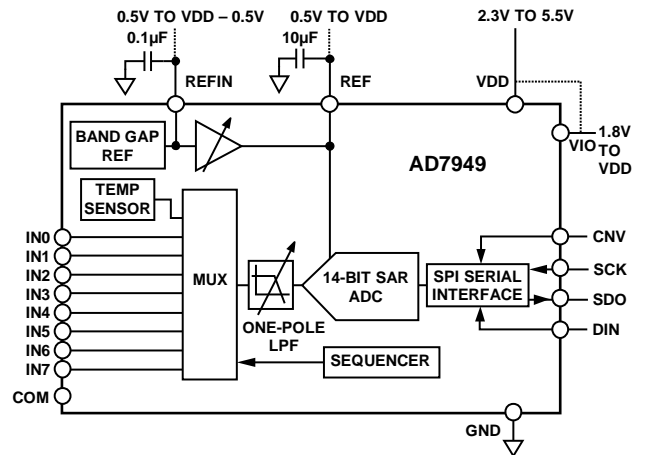 0.5V TO VDD – 0.5V
0.5V TO VDD
2.3V TO 5.5V
0.1µF
10µF
REFIN
REF
VDD
BAND GAP
REF
AD7949
VIO
1.8V
TO
VDD
TEMP
SENSOR
IN0
IN1
IN2
IN3
IN4
IN5
IN6
IN7
COM
MUX
ONE-POLE
LPF
14-BIT SAR
ADC
SPI SERIAL
INTERFACE
SEQUENCER
CNV
SCK
SDO
DIN
GND